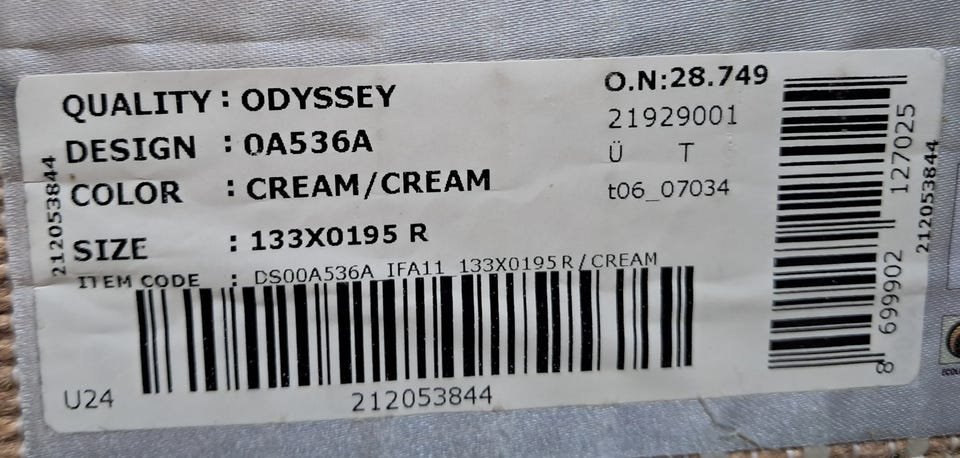 QUALITY : ODYSSEY
DESIGN : 0A536A
COLOR : CREAM/CREAM
SIZE : 133X0195 R
ITEM CODE : DS00A536A IFA11 133X0195 R/CREAM
O.N:28.749
21929001
Ü T
t06_07034
212053844
U24
212053844
8 699902 127025
212053844